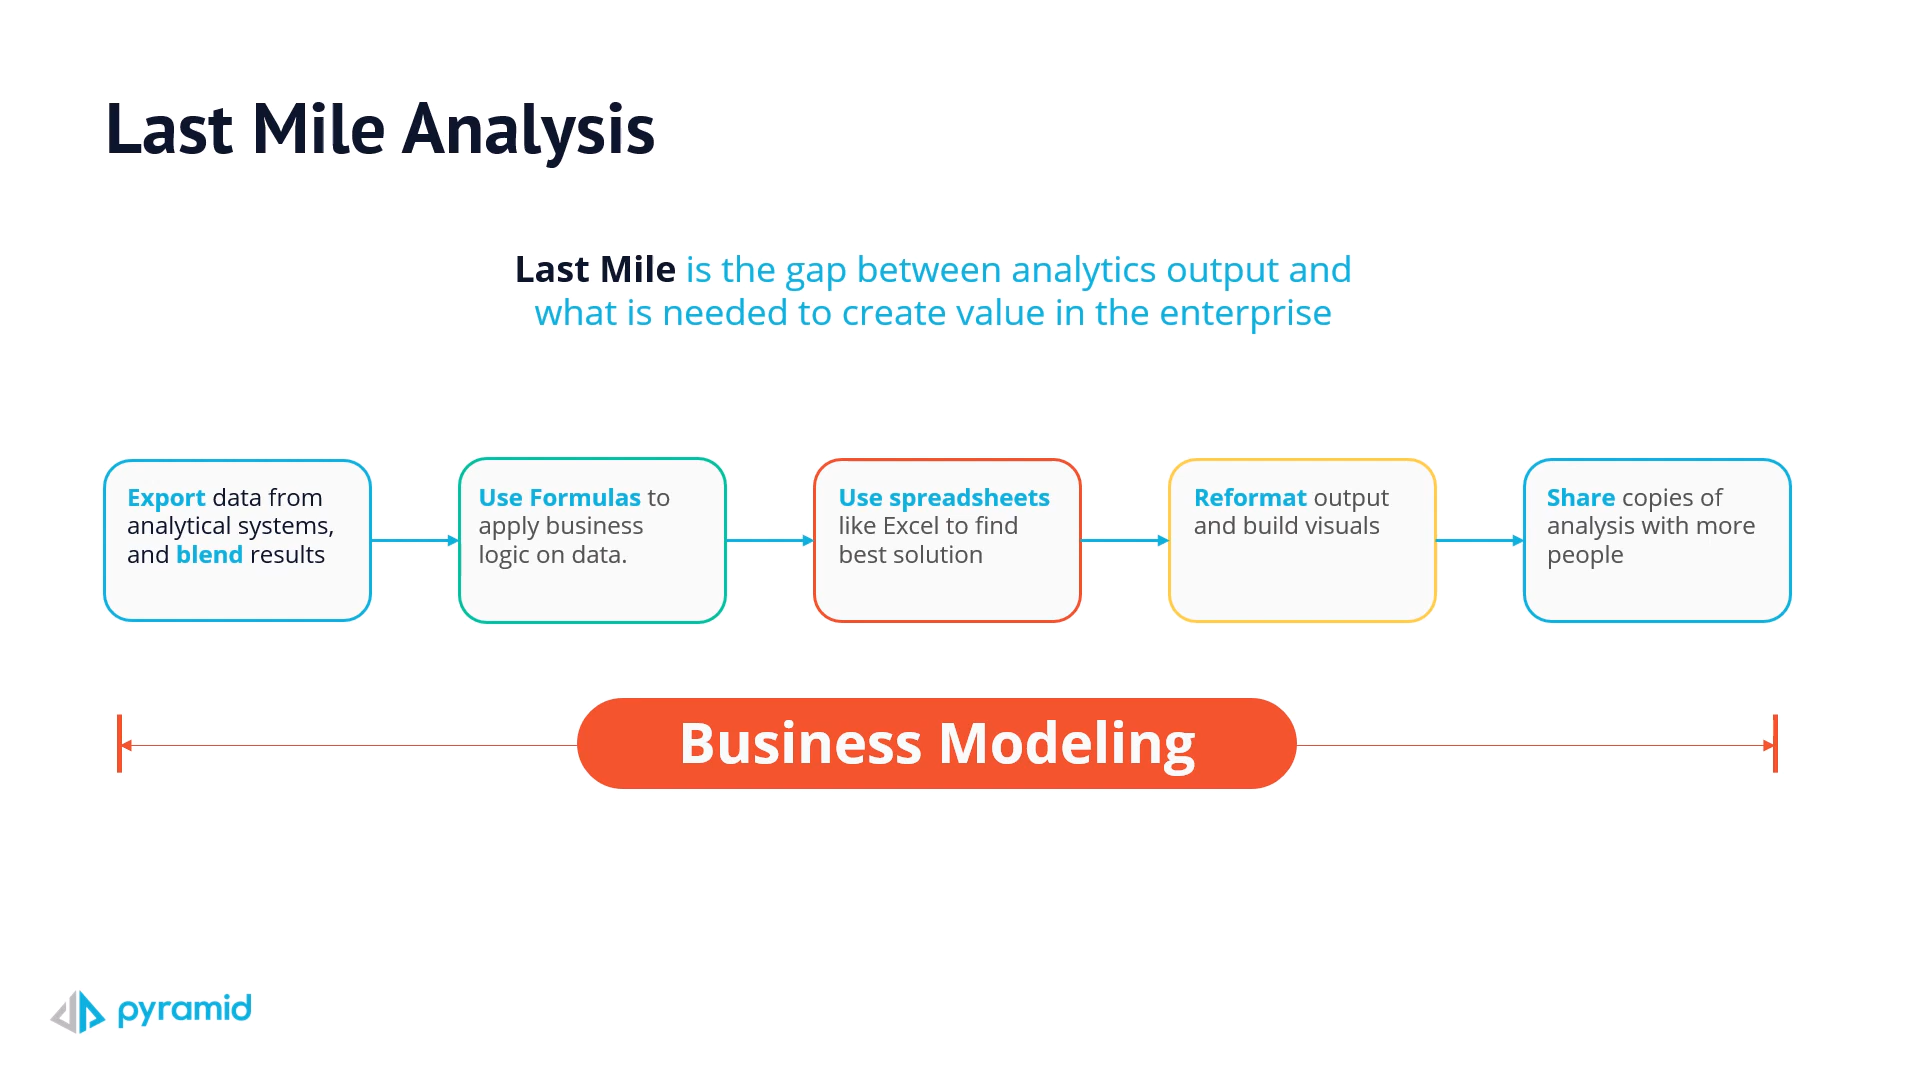 Last Mile Analysis
Last Mile is the gap between analytics output and
what is needed to create value in the enterprise
Export data from
analytical systems,
and blend results
Use Formulas to
apply business
logic on data.
Use spreadsheets
like Excel to find
best solution
Reformat output
and build visuals
Share copies of
analysis with more
people
Business Modeling
pyramid